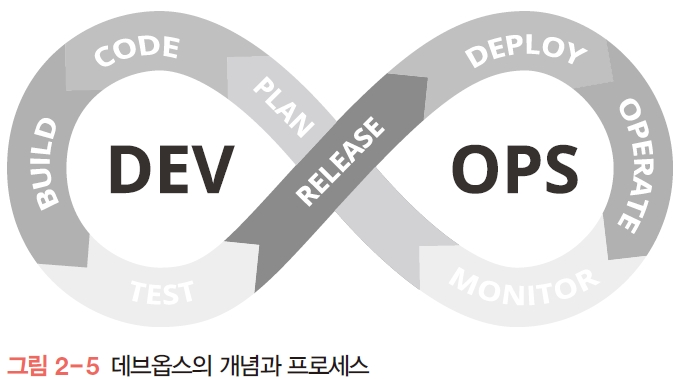 CODE
PLAN
DEPLOY
BUILD
DEV
RELEASE
OPS
OPERATE
TEST
MONITOR
그림 2-5 데브옵스의 개념과 프로세스